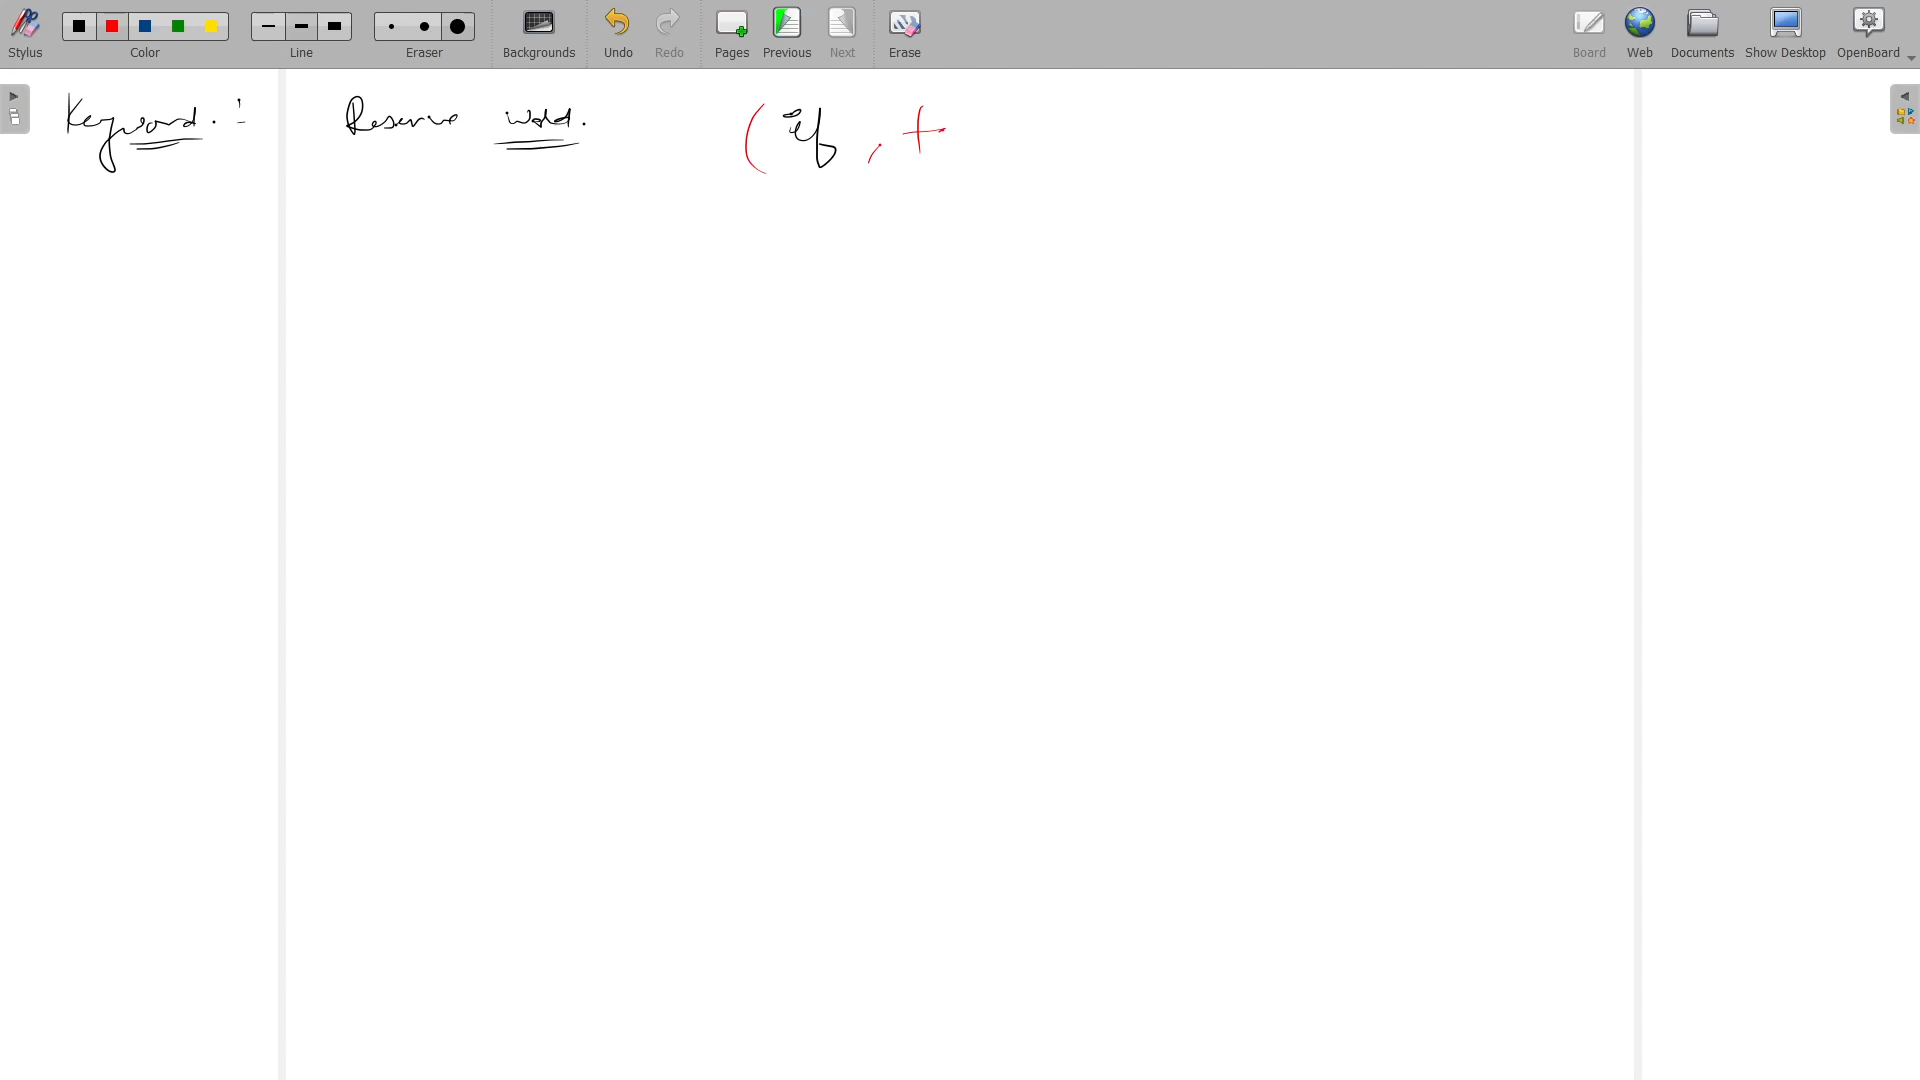 Stylus Color Line Eraser Backgrounds Undo Redo Pages Previous Next Erase Board Web Documents Show Desktop OpenBoard
Keyword. :- Reserve word. ( if , +